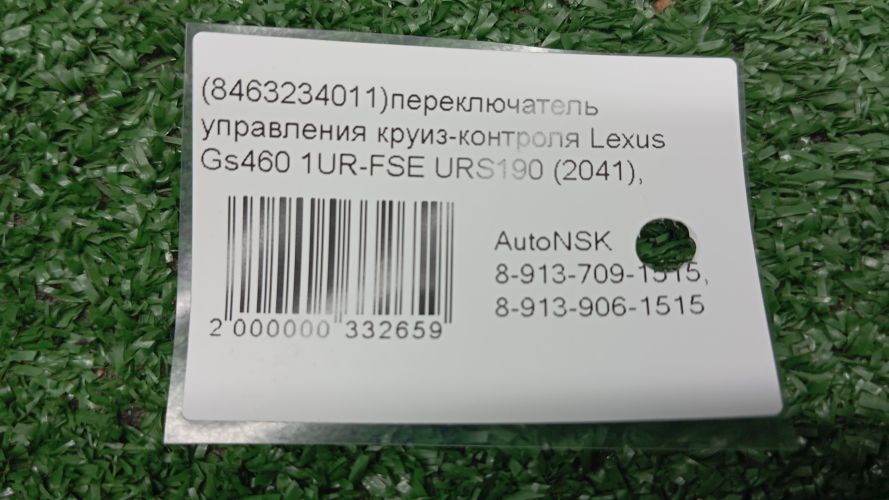 (8463234011)переключатель
управления круиз-контроля Lexus
Gs460 1UR-FSE URS190 (2041),
AutoNSK
8-913-709-1515,
8-913-906-1515
2 000000 332659